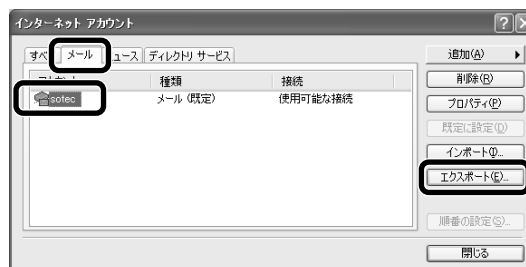 インターネット アカウント
すべ メール ュース ディレクトリ サービス
種類 接続
sotec メール (既定) 使用可能な接続
追加(A)
削除(R)
プロパティ(P)
既定に設定(D)
インポート(I)...
エクスポート(E)...
順番の設定(S)...
閉じる